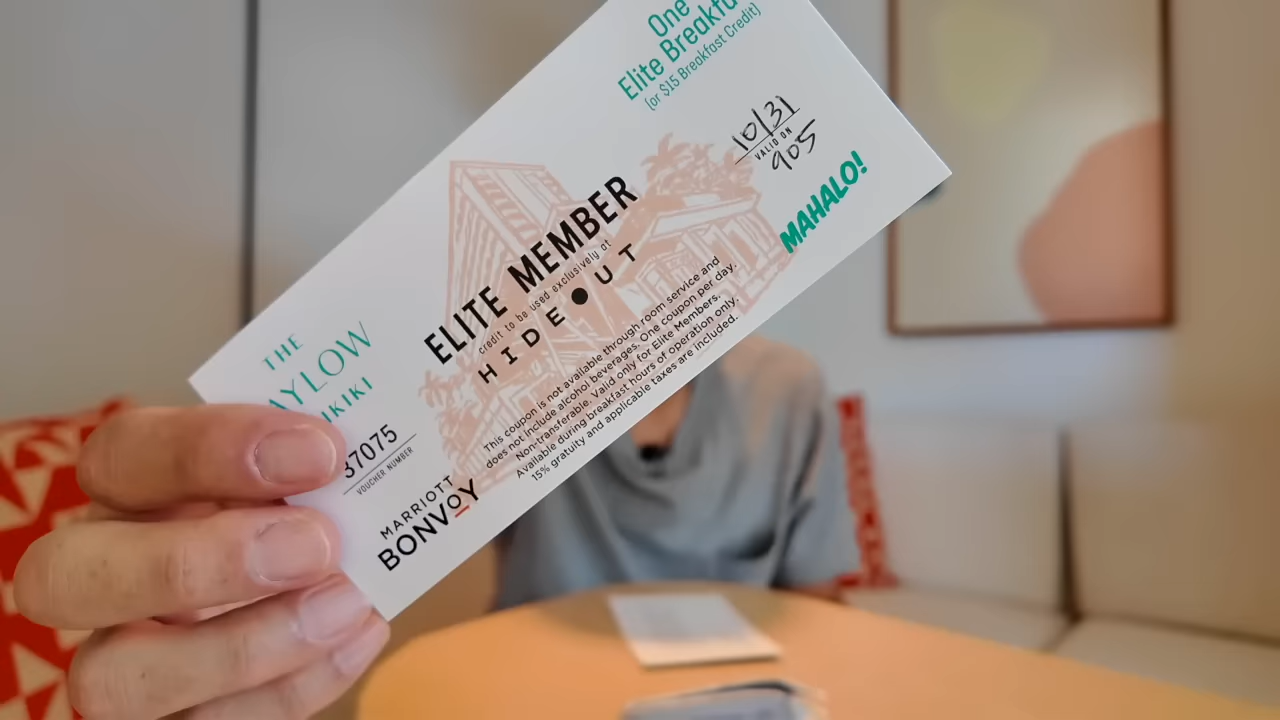 THE
AYLOW
IKIKI
37075
VOUCHER NUMBER
MARRIOTT
BONVOY
ELITE MEMBER
credit to be used exclusively at
HIDEOUT
This coupon is not available through room service and
does not include alcohol beverages. One coupon per day.
Non-transferable. Valid only for Elite Members.
Available during breakfast hours of operation only.
15% gratuity and applicable taxes are included.
One
Elite Breakfa
(or $15 Breakfast Credit)
10/31
VALID ON
905
MAHALO!